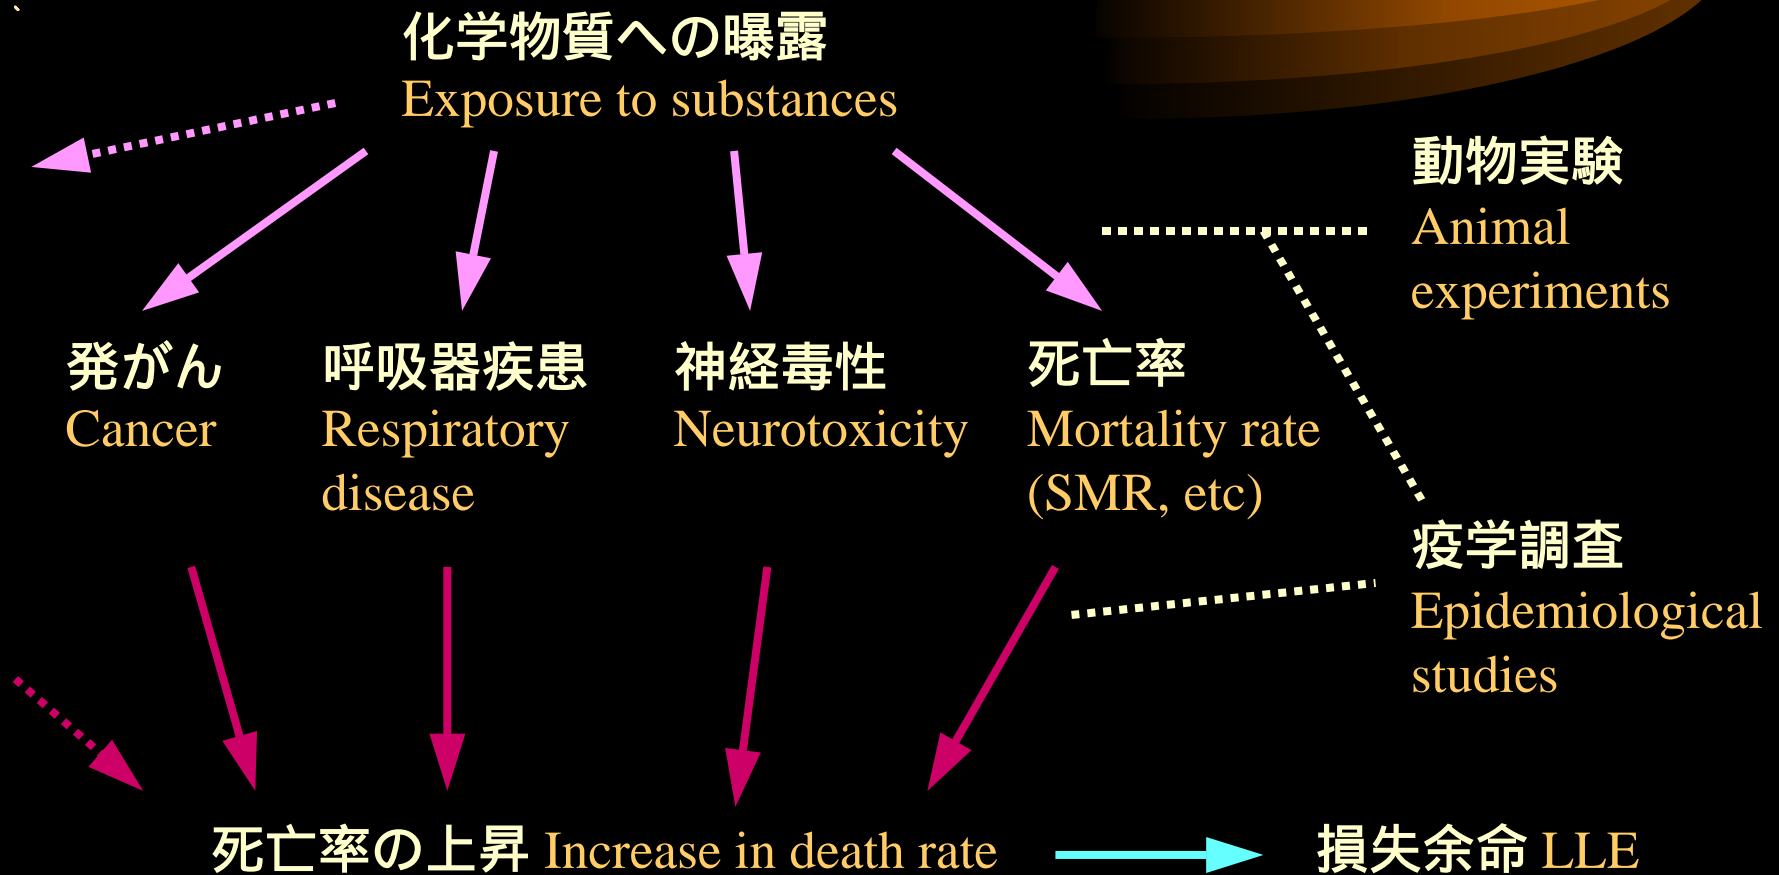 化学物質への曝露
Exposure to substances
動物実験
Animal
experiments
発がん
Cancer
呼吸器疾患
Respiratory
disease
神経毒性
Neurotoxicity
死亡率
Mortality rate
(SMR, etc)
疫学調査
Epidemiological
studies
死亡率の上昇 Increase in death rate
損失余命 LLE